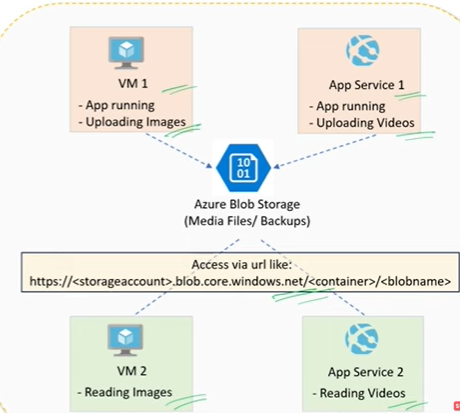 VM 1
- App running
- Uploading Images
App Service 1
- App running
- Uploading Videos
10
01
Azure Blob Storage
(Media Files/ Backups)
Access via url like:
https://<storageaccount>.blob.core.windows.net/<container>/<blobname>
VM 2
- Reading Images
App Service 2
- Reading Videos